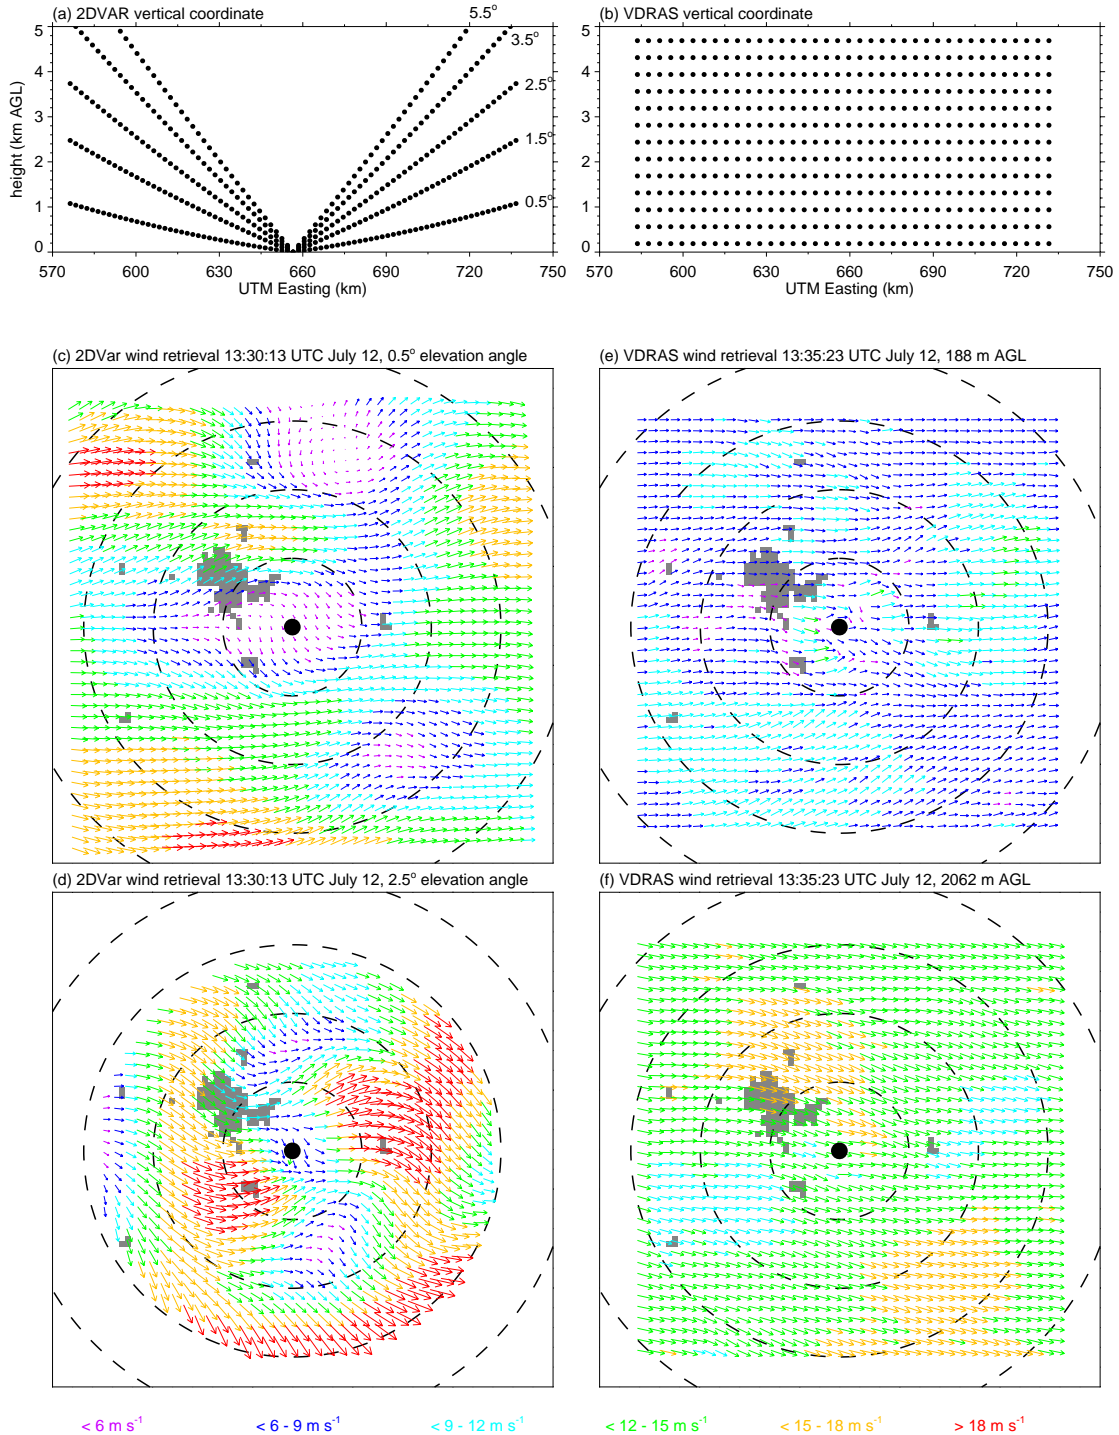 (a) 2DVAR vertical coordinate
5.5°
3.5°
2.5°
1.5°
0.5°
5
4
3
2
1
0
height (km AGL)
570 600 630 660 690 720 750
UTM Easting (km)
(b) VDRAS vertical coordinate
5
4
3
2
1
0
570 600 630 660 690 720 750
UTM Easting (km)
(c) 2DVar wind retrieval 13:30:13 UTC July 12, 0.5° elevation angle
(e) VDRAS wind retrieval 13:35:23 UTC July 12, 188 m AGL
(d) 2DVar wind retrieval 13:30:13 UTC July 12, 2.5° elevation angle
(f) VDRAS wind retrieval 13:35:23 UTC July 12, 2062 m AGL
< 6 m s⁻¹ < 6 - 9 m s⁻¹ < 9 - 12 m s⁻¹ < 12 - 15 m s⁻¹ < 15 - 18 m s⁻¹ > 18 m s⁻¹